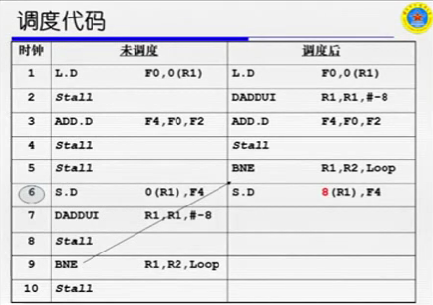 调度代码
时钟 未调度 调度后
1 L.D F0,0(R1) L.D F0,0(R1)
2 Stall DADDUI R1,R1,#-8
3 ADD.D F4,F0,F2 ADD.D F4,F0,F2
4 Stall Stall
5 Stall BNE R1,R2,Loop
6 S.D 0(R1),F4 S.D 8(R1),F4
7 DADDUI R1,R1,#-8
8 Stall
9 BNE R1,R2,Loop
10 Stall